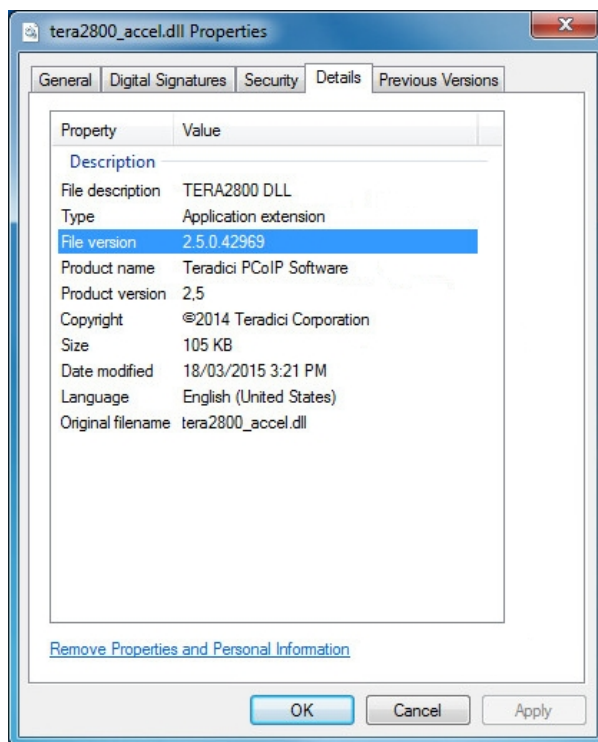 tera2800_accel.dll Properties
General Digital Signatures Security Details Previous Versions
Property Value
Description
File description TERA2800 DLL
Type Application extension
File version 2.5.0.42969
Product name Teradici PCoIP Software
Product version 2,5
Copyright ©2014 Teradici Corporation
Size 105 KB
Date modified 18/03/2015 3:21 PM
Language English (United States)
Original filename tera2800_accel.dll
Remove Properties and Personal Information
OK Cancel Apply